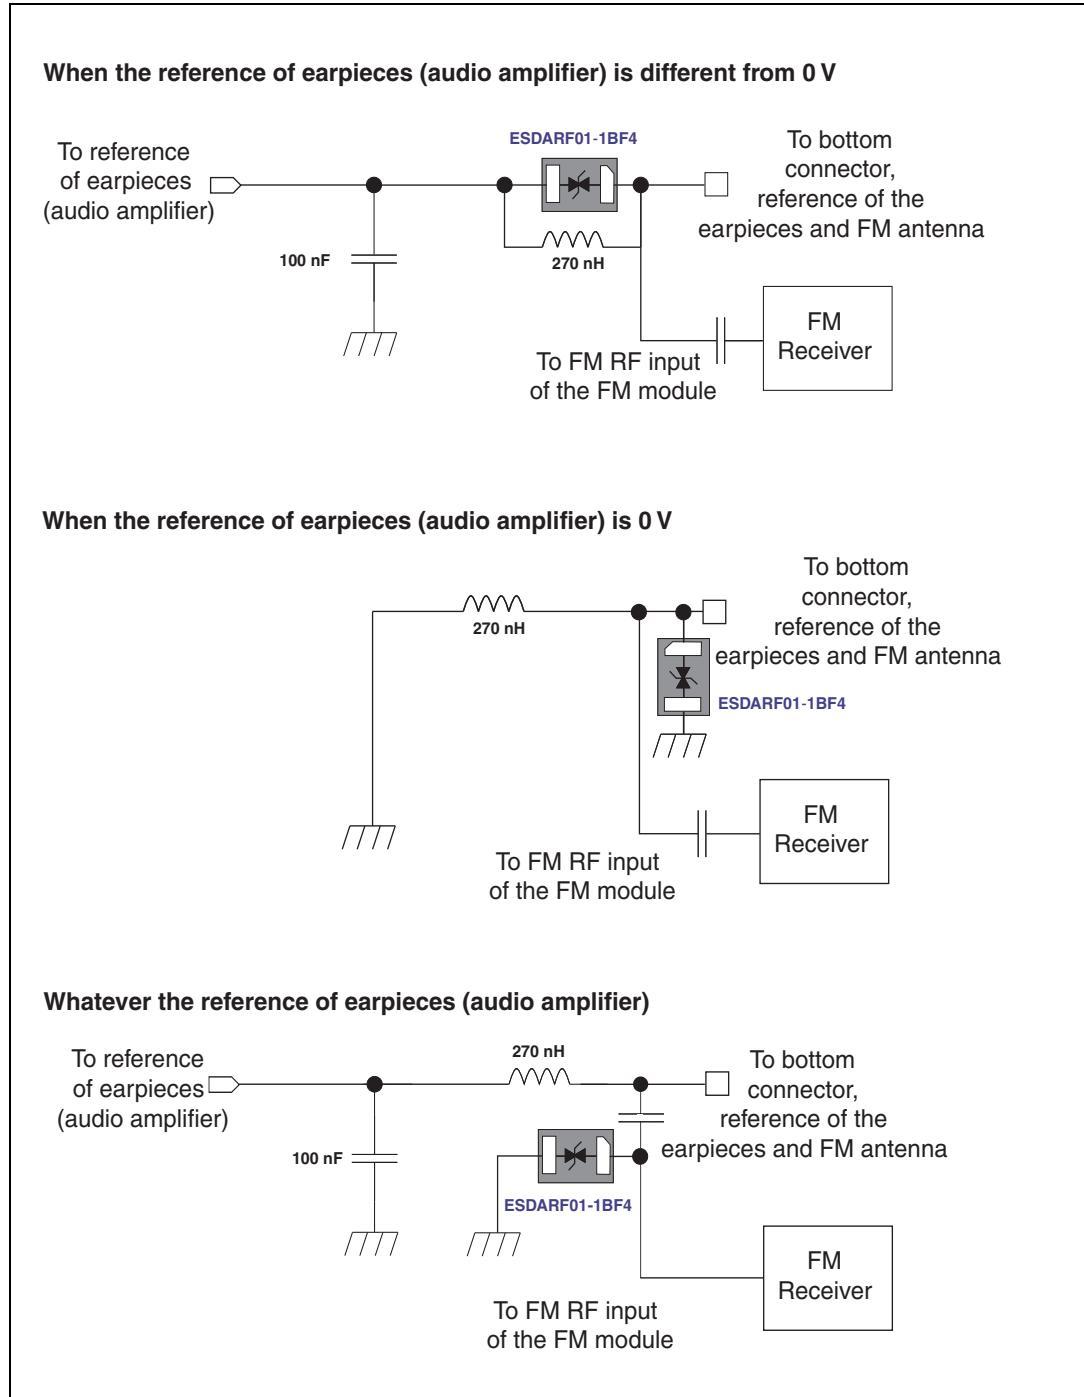 When the reference of earpieces (audio amplifier) is different from 0 V
ESDARF01-1BF4
To reference
of earpieces
(audio amplifier)
To bottom
connector,
reference of the
earpieces and FM antenna
100 nF
270 nH
FM
Receiver
To FM RF input
of the FM module
When the reference of earpieces (audio amplifier) is 0 V
270 nH
To bottom
connector,
reference of the
earpieces and FM antenna
ESDARF01-1BF4
FM
Receiver
To FM RF input
of the FM module
Whatever the reference of earpieces (audio amplifier)
To reference
of earpieces
(audio amplifier)
270 nH
To bottom
connector,
reference of the
earpieces and FM antenna
100 nF
ESDARF01-1BF4
FM
Receiver
To FM RF input
of the FM module